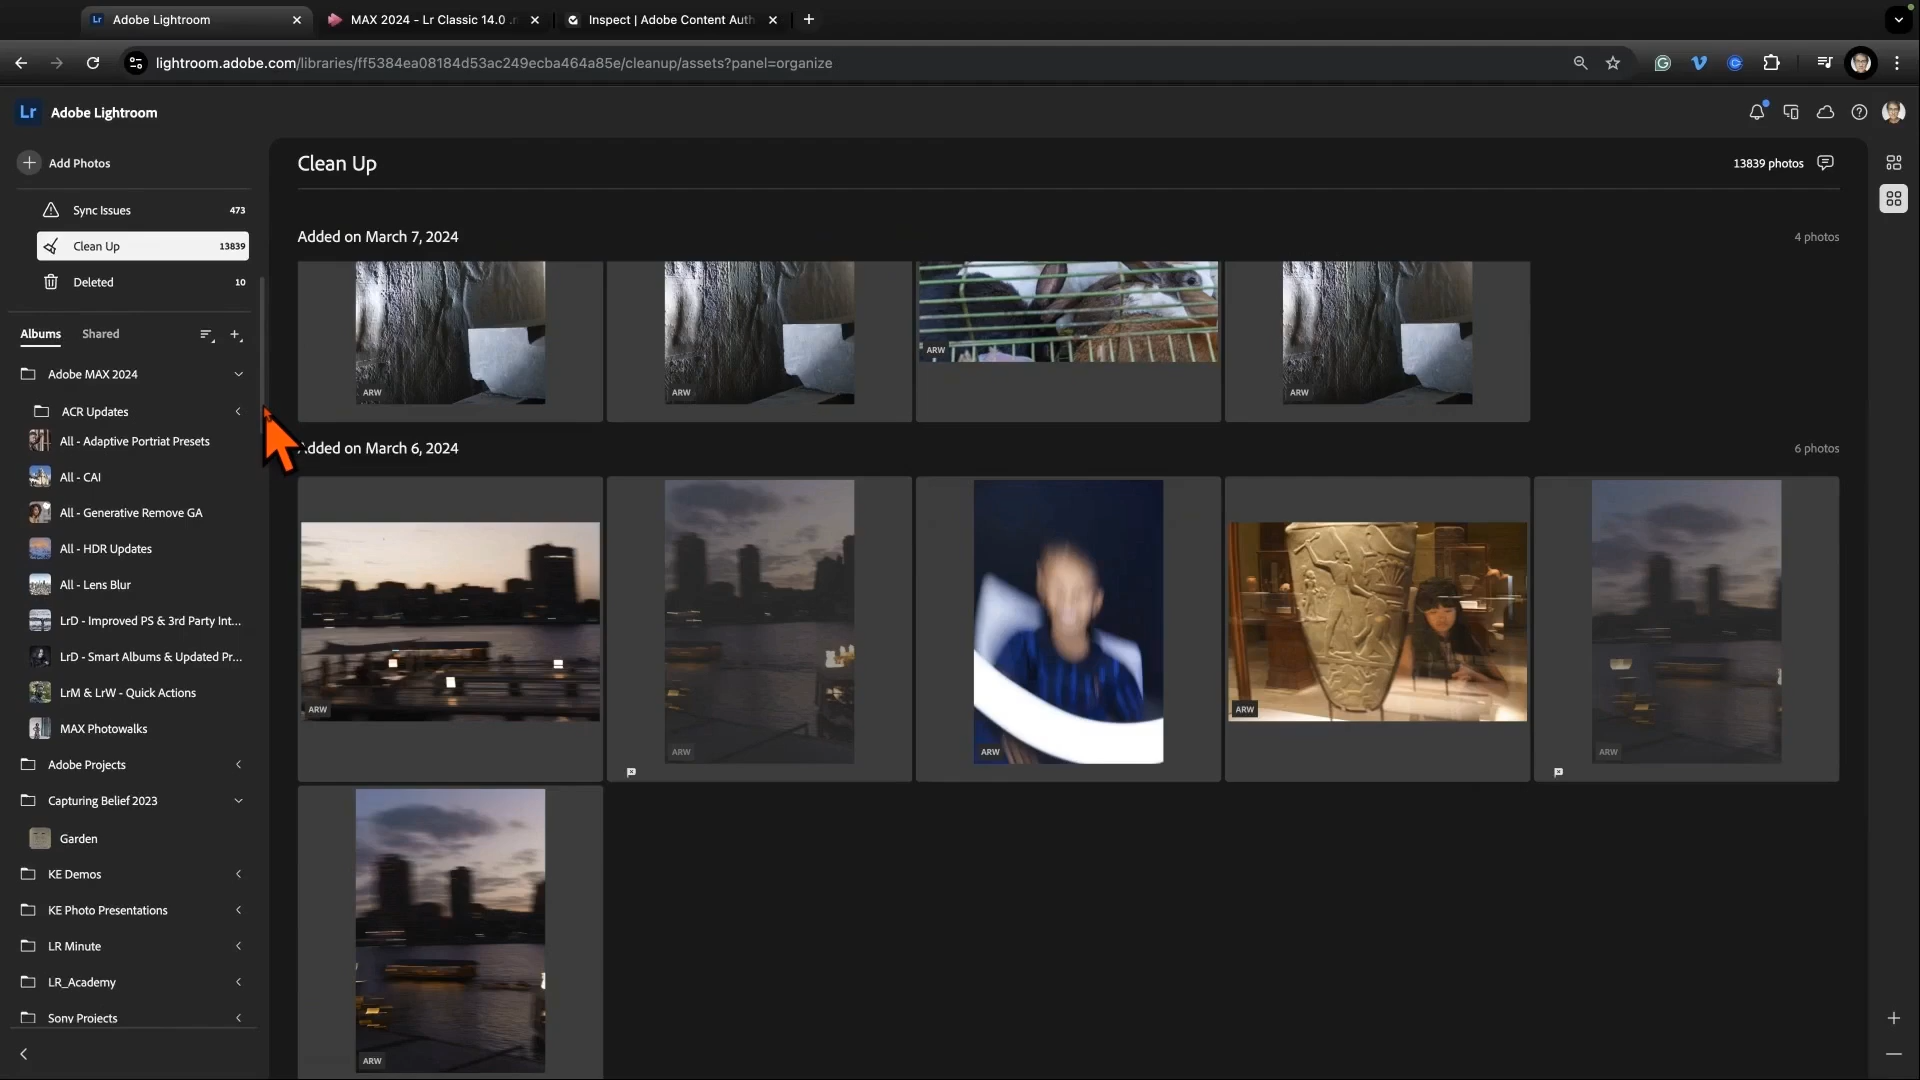 Lr Adobe Lightroom
MAX 2024 - Lr Classic 14.0
Inspect | Adobe Content Auth
lightroom.adobe.com/libraries/ff5384ea08184d53ac249ecba464a85e/cleanup/assets?panel=organize
Lr Adobe Lightroom
Add Photos
Clean Up
13839 photos
Sync Issues 473
Clean Up 13839
Deleted 10
Added on March 7, 2024
4 photos
Albums Shared
Adobe MAX 2024
ARW
ARW
ARW
ARW
ACR Updates
All - Adaptive Portriat Presets
Added on March 6, 2024
6 photos
All - CAI
All - Generative Remove GA
All - HDR Updates
All - Lens Blur
LrD - Improved PS & 3rd Party Int...
LrD - Smart Albums & Updated Pr...
LrM & LrW - Quick Actions
MAX Photowalks
ARW
ARW
ARW
ARW
ARW
Adobe Projects
Capturing Belief 2023
Garden
KE Demos
KE Photo Presentations
LR Minute
LR_Academy
Sony Projects
ARW